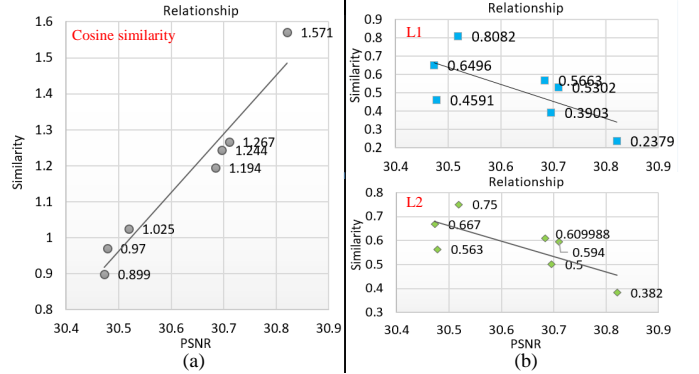 Relationship
Cosine similarity
1.6
1.5
1.4
1.3
1.2
1.1
1
0.9
0.8
Similarity
1.571
1.267
1.244
1.194
1.025
0.97
0.899
30.4 30.5 30.6 30.7 30.8 30.9
PSNR
(a)
Relationship
L1
0.9
0.8
0.7
0.6
0.5
0.4
0.3
0.2
Similarity
0.8082
0.6496
0.5663
0.5302
0.4591
0.3903
0.2379
30.4 30.5 30.6 30.7 30.8 30.9
Relationship
L2
0.8
0.7
0.6
0.5
0.4
0.3
Similarity
0.75
0.667
0.609988
0.594
0.563
0.5
0.382
30.4 30.5 30.6 30.7 30.8 30.9
PSNR
(b)